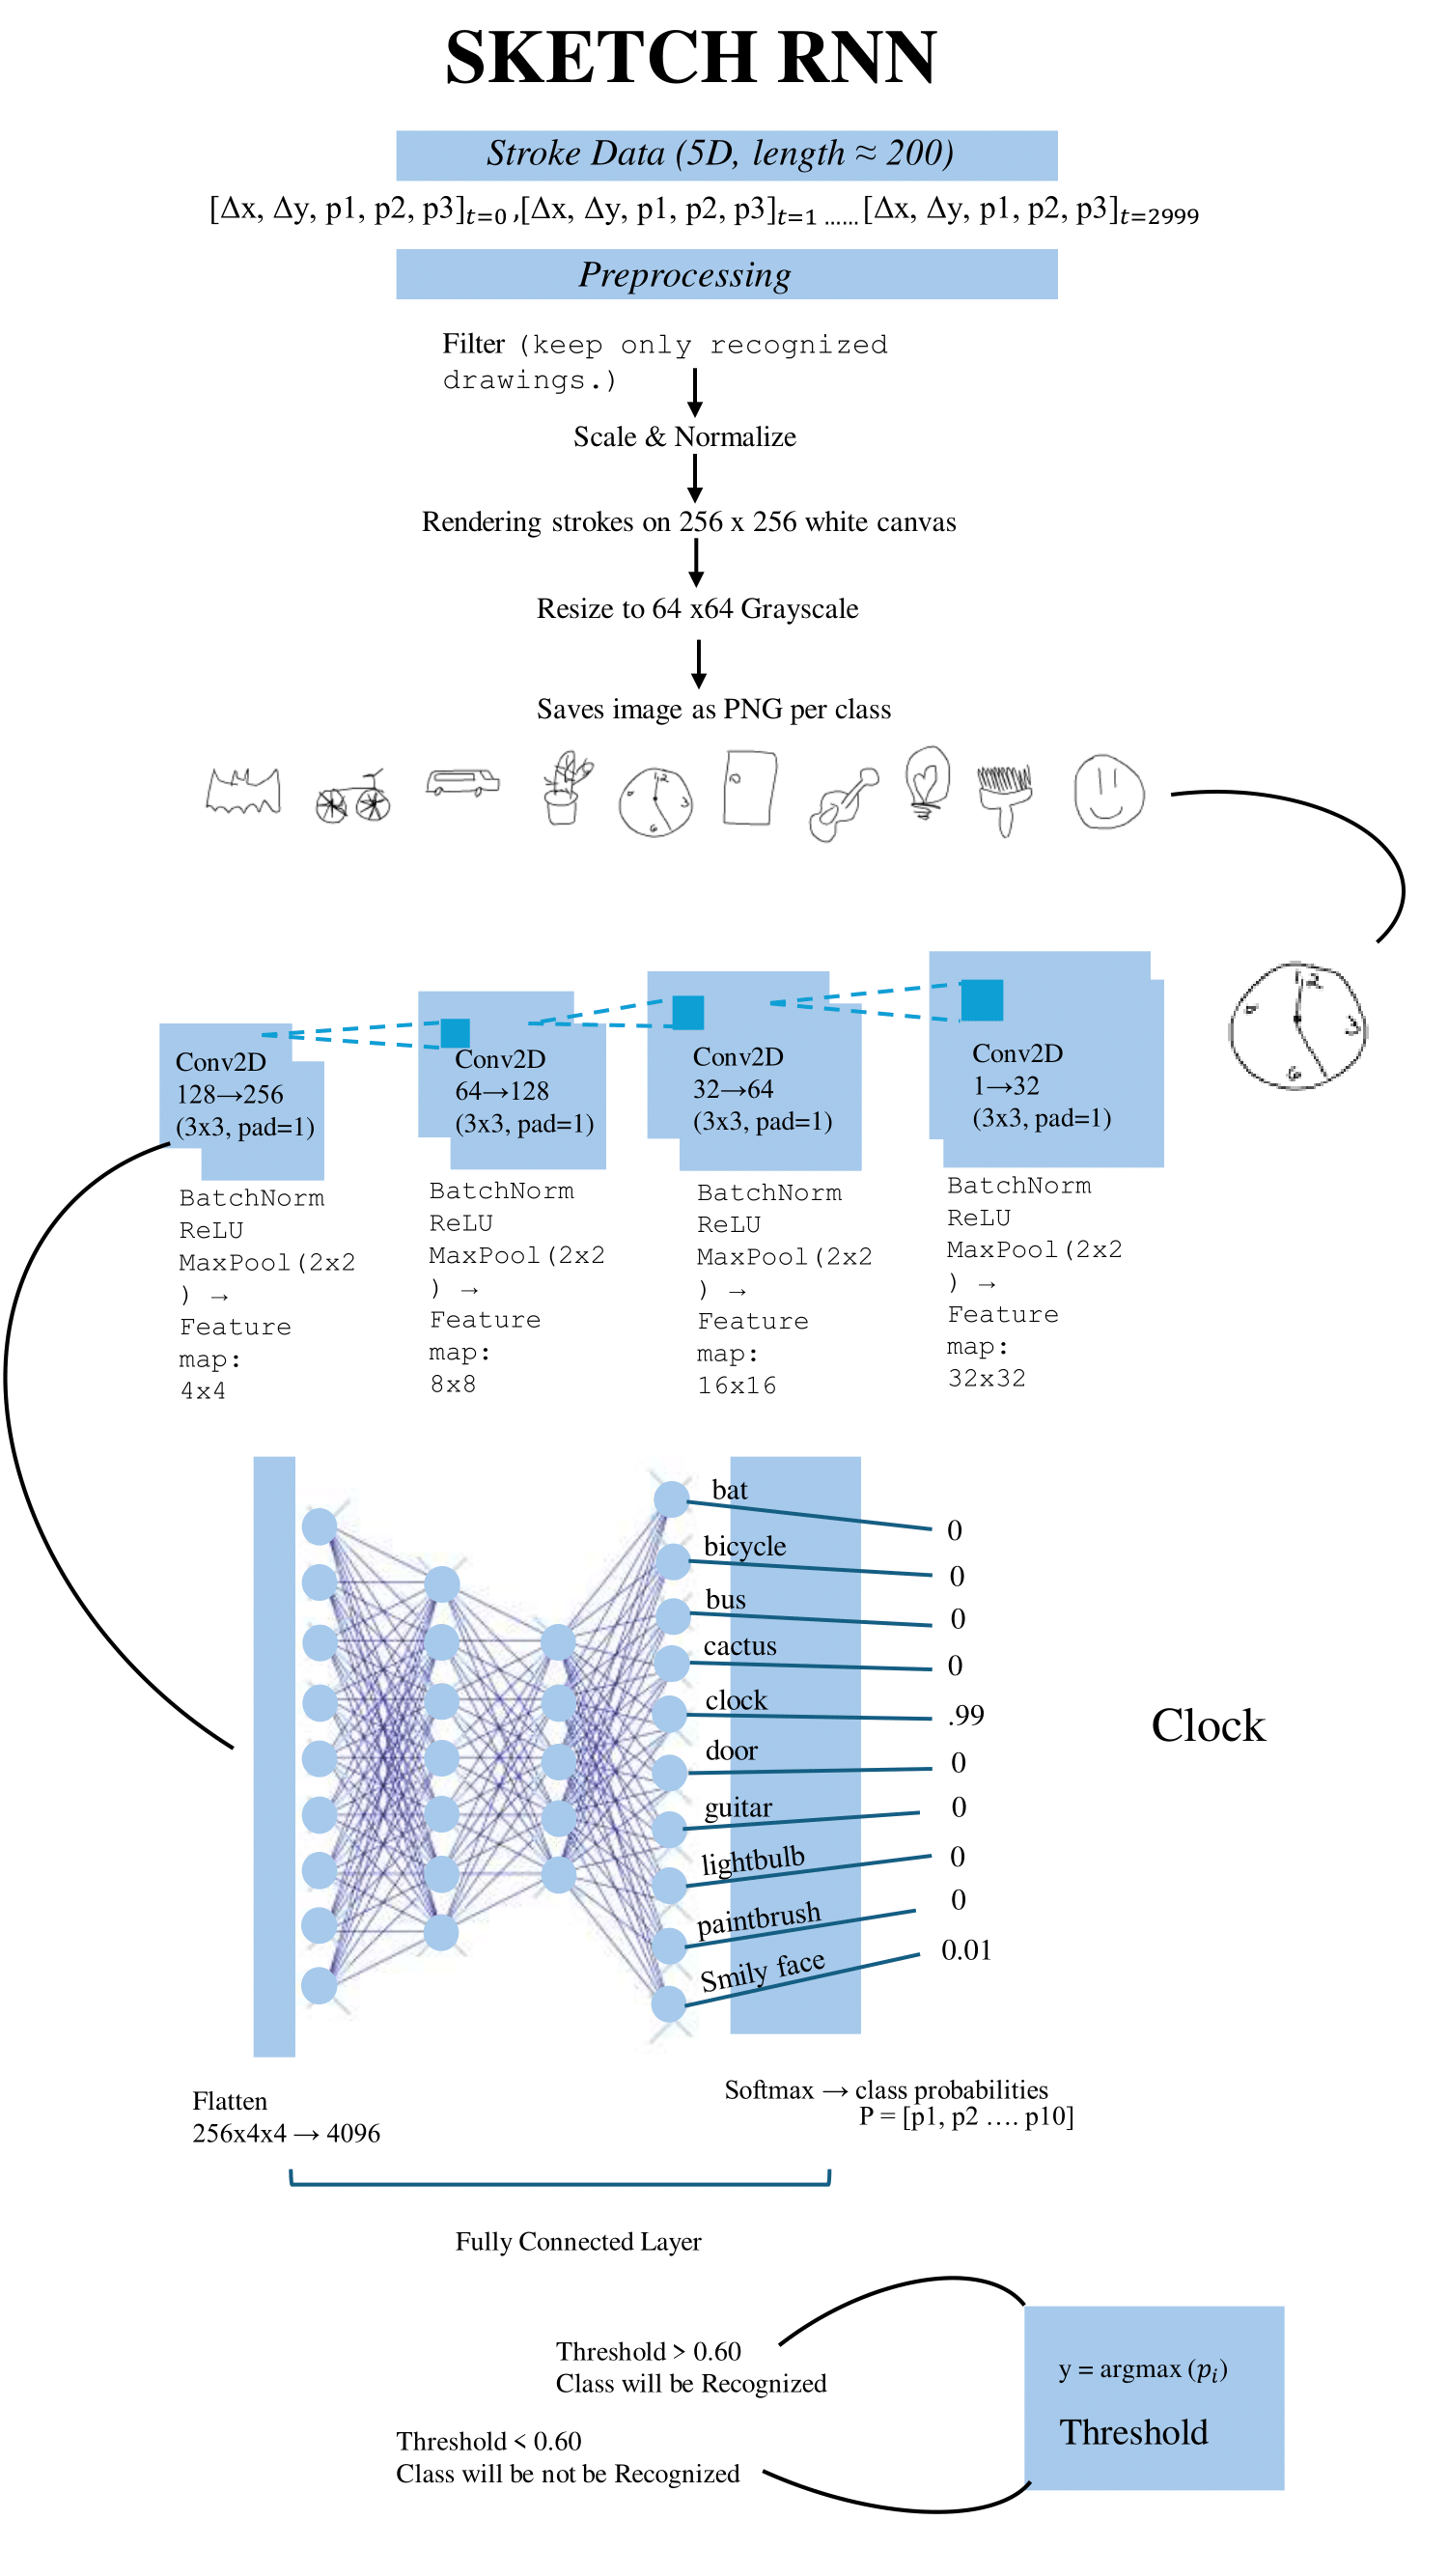 SKETCH RNN
Stroke Data (5D, length ≈ 200)
[Δx, Δy, p1, p2, p3]t=0 ,[Δx, Δy, p1, p2, p3]t=1 ...... [Δx, Δy, p1, p2, p3]t=2999
Preprocessing
Filter (keep only recognized
drawings.)
Scale & Normalize
Rendering strokes on 256 x 256 white canvas
Resize to 64 x64 Grayscale
Saves image as PNG per class
Conv2D
128→256
(3x3, pad=1)
BatchNorm
ReLU
MaxPool(2x2
) →
Feature
map:
4x4
Conv2D
64→128
(3x3, pad=1)
BatchNorm
ReLU
MaxPool(2x2
) →
Feature
map:
8x8
Conv2D
32→64
(3x3, pad=1)
BatchNorm
ReLU
MaxPool(2x2
) →
Feature
map:
16x16
Conv2D
1→32
(3x3, pad=1)
BatchNorm
ReLU
MaxPool(2x2
) →
Feature
map:
32x32
bat 0
bicycle 0
bus 0
cactus 0
clock .99
door 0
guitar 0
lightbulb 0
paintbrush 0
Smily face 0.01
Clock
Flatten
256x4x4 → 4096
Softmax → class probabilities
P = [p1, p2 .... p10]
Fully Connected Layer
Threshold > 0.60
Class will be Recognized
Threshold < 0.60
Class will be not be Recognized
y = argmax (pi)
Threshold